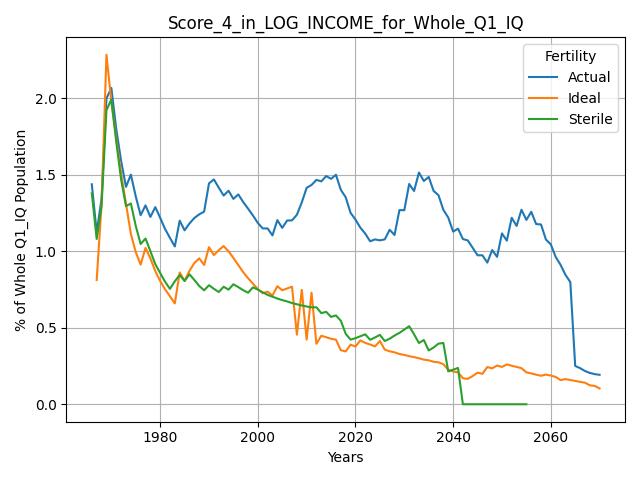 Score_4_in_LOG_INCOME_for_Whole_Q1_IQ
Fertility
Actual
Ideal
Sterile
% of Whole Q1_IQ Population
2.0
1.5
1.0
0.5
0.0
1980
2000
2020
2040
2060
Years